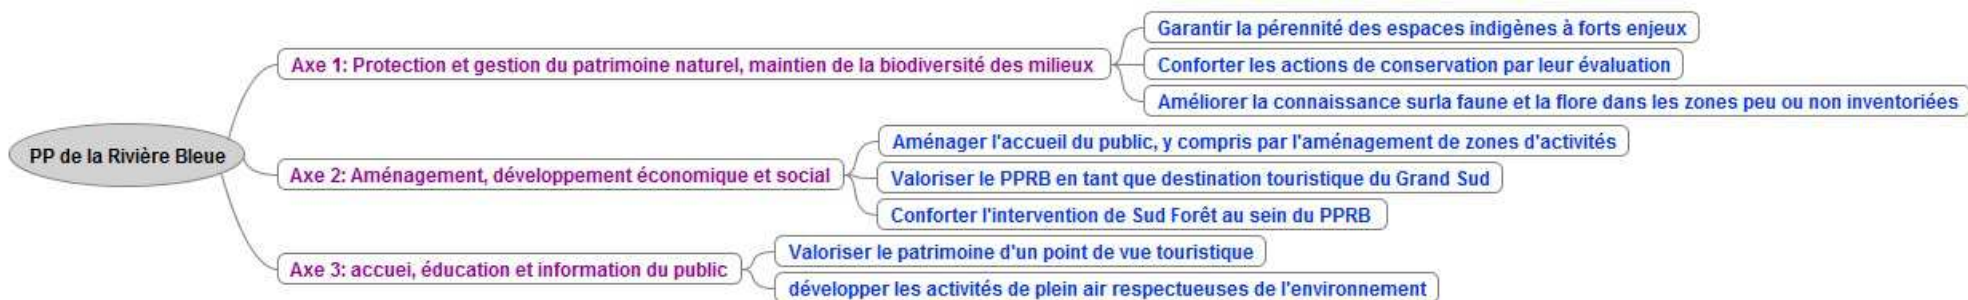 PP de la Rivière Bleue
Axe 1: Protection et gestion du patrimoine naturel, maintien de la biodiversité des milieux
Garantir la pérennité des espaces indigènes à forts enjeux
Conforter les actions de conservation par leur évaluation
Améliorer la connaissance surla faune et la flore dans les zones peu ou non inventoriées
Axe 2: Aménagement, développement économique et social
Aménager l'accueil du public, y compris par l'aménagement de zones d'activités
Valoriser le PPRB en tant que destination touristique du Grand Sud
Conforter l'intervention de Sud Forêt au sein du PPRB
Axe 3: accuei, éducation et information du public
Valoriser le patrimoine d'un point de vue touristique
développer les activités de plein air respectueuses de l'environnement